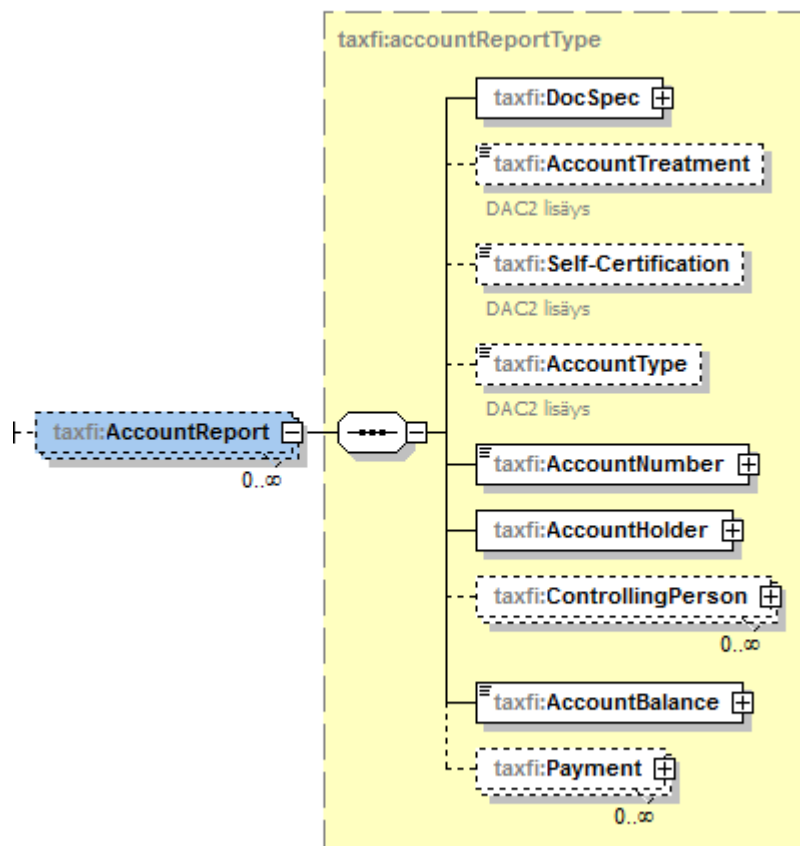 taxfi:accountReportType
taxfi:DocSpec
taxfi:AccountTreatment
DAC2 lisäys
taxfi:Self-Certification
DAC2 lisäys
taxfi:AccountType
DAC2 lisäys
taxfi:AccountReport
0..∞
taxfi:AccountNumber
taxfi:AccountHolder
taxfi:ControllingPerson
0..∞
taxfi:AccountBalance
taxfi:Payment
0..∞